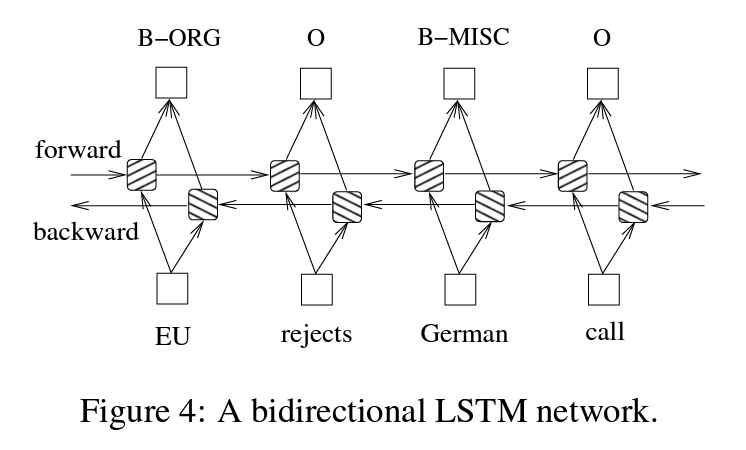 B−ORG O B−MISC O
forward
backward
EU rejects German call
Figure 4: A bidirectional LSTM network.